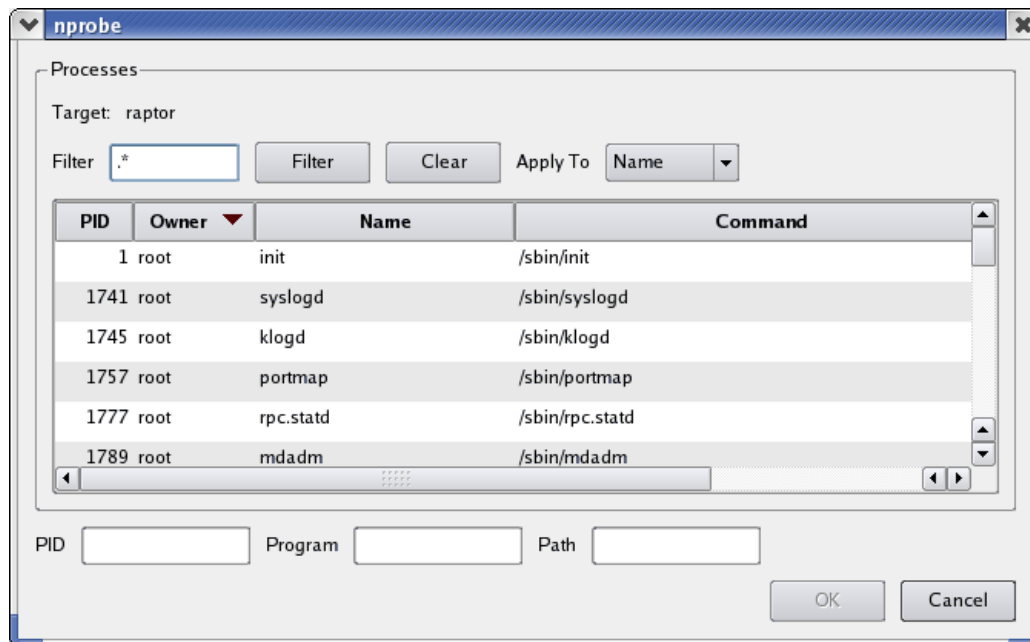 nprobe
Processes
Target: raptor
Filter .* Filter Clear Apply To Name
PID Owner Name Command
1 root init /sbin/init
1741 root syslogd /sbin/syslogd
1745 root klogd /sbin/klogd
1757 root portmap /sbin/portmap
1777 root rpc.statd /sbin/rpc.statd
1789 root mdadm /sbin/mdadm
PID Program Path
OK Cancel